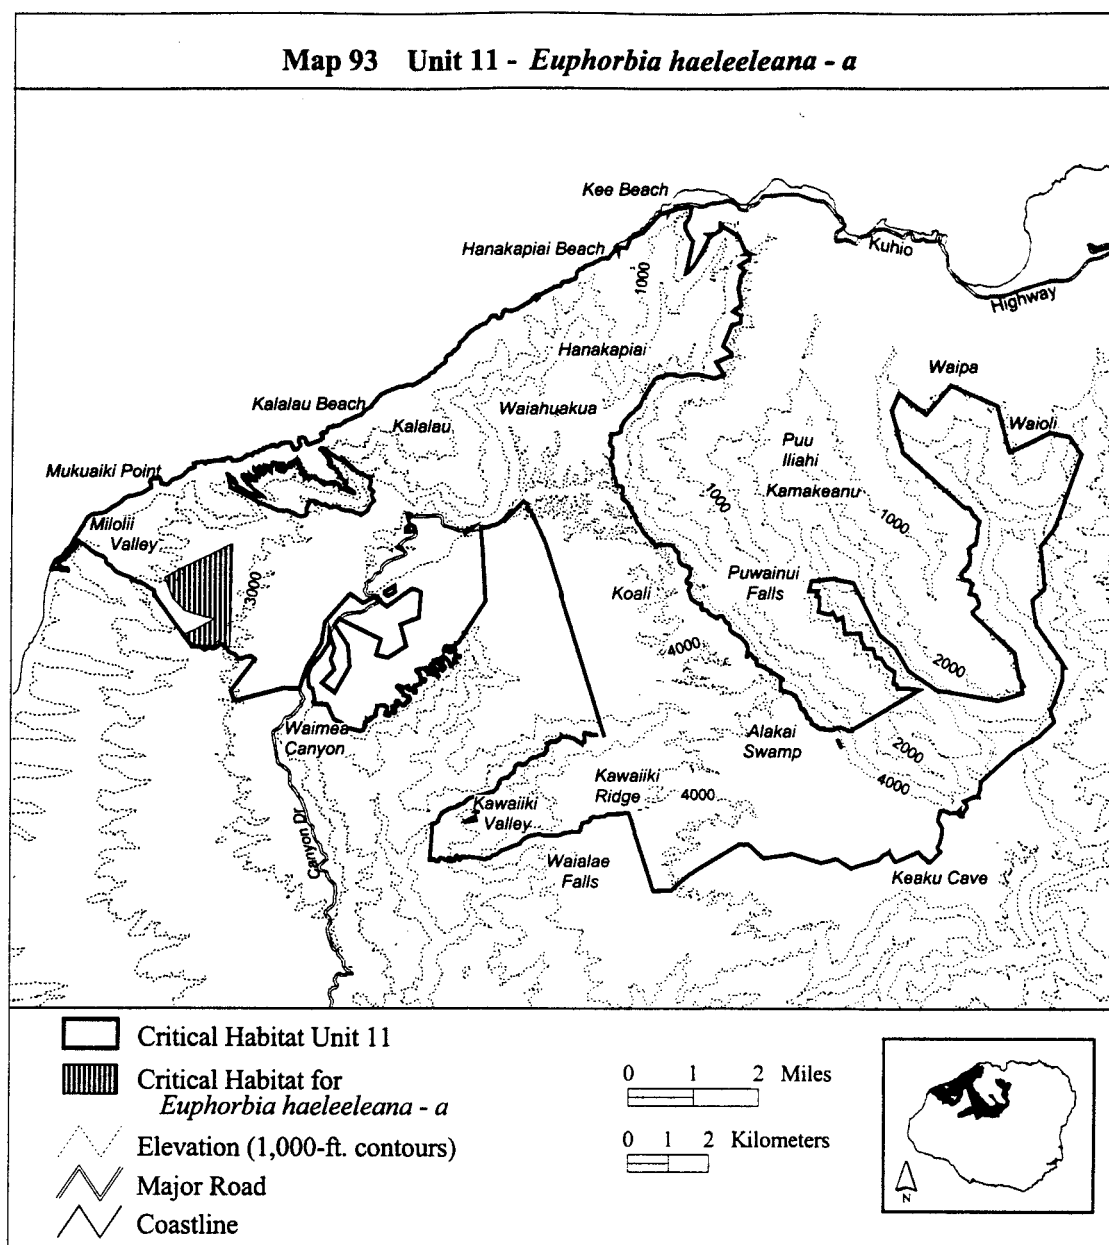 Map 93 Unit 11 - Euphorbia haeleeleana - a
Kee Beach
Hanakapiai Beach
Kuhio
Highway
1000
Hanakapiai
Waipa
Kalalau Beach
Waiahuakua
Kalalau
Waioli
Puu
Iliahi
Mukuaiki Point
Kamakeanu
1000
1000
Milolii
Valley
3000
Koali
Puwainui
Falls
4000
2000
Waimea
Canyon
Alakai
Swamp
2000
4000
Kawaiiki
Ridge
4000
Kawaiiki
Valley
Canyon Dr
Waialae
Falls
Keaku Cave
Critical Habitat Unit 11
Critical Habitat for
Euphorbia haeleeleana - a
Elevation (1,000-ft. contours)
Major Road
Coastline
0 1 2 Miles
0 1 2 Kilometers
N